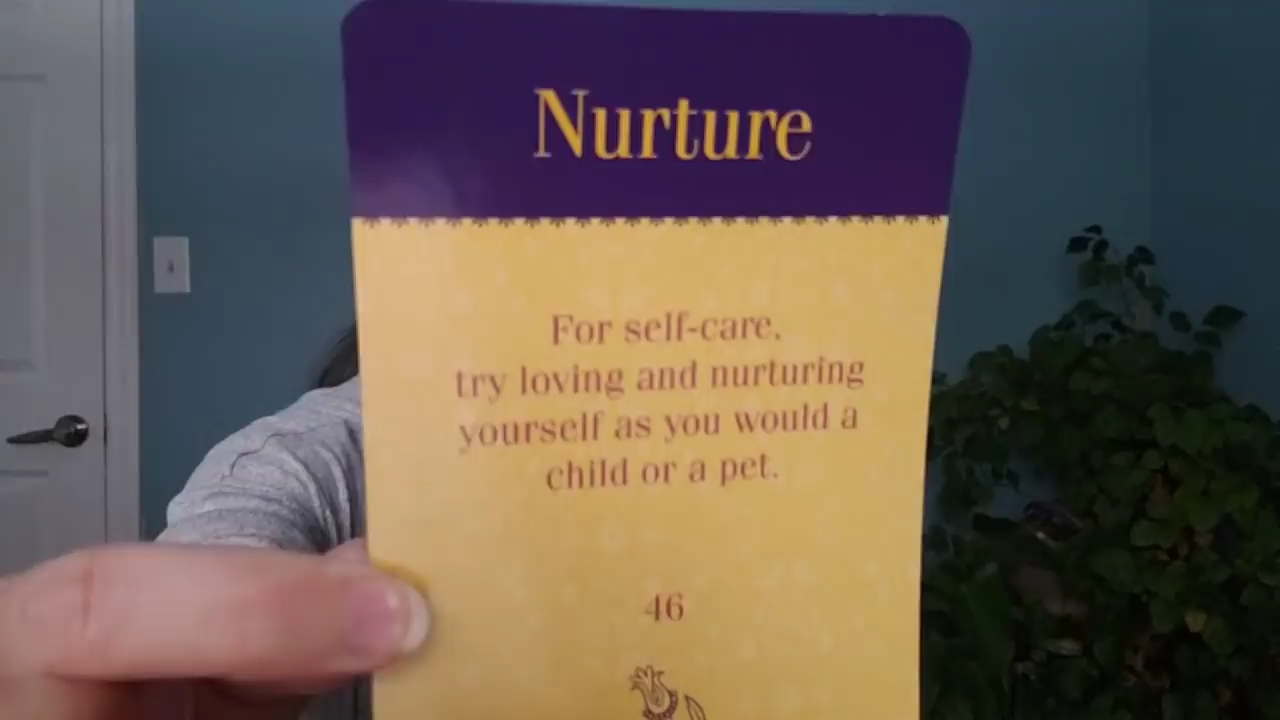 Nurture
For self-care,
try loving and nurturing
yourself as you would a
child or a pet.
46